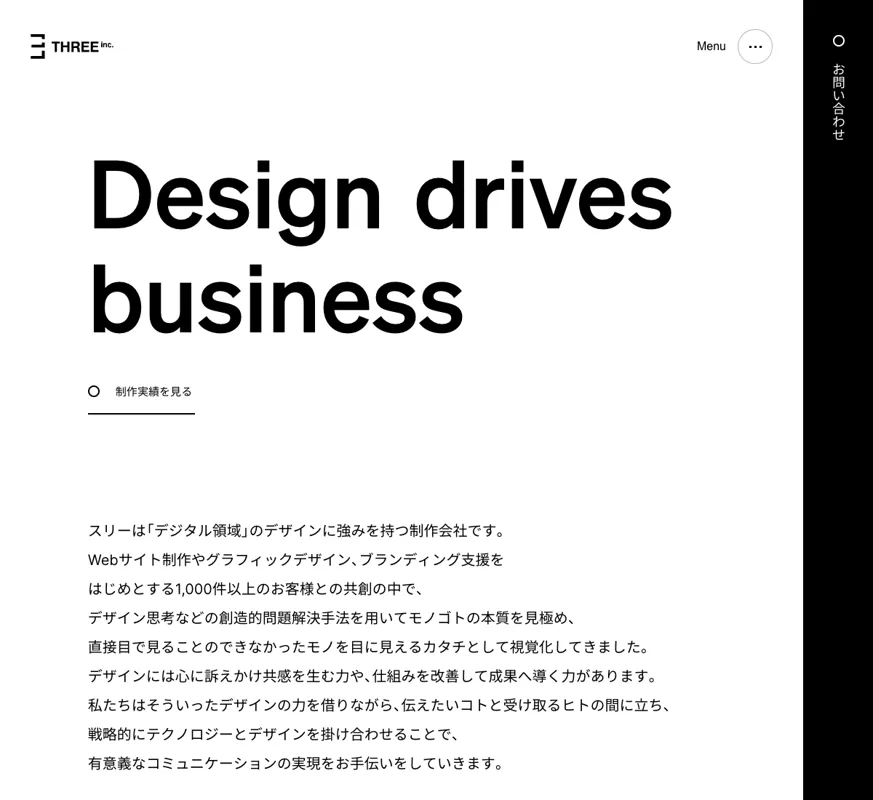 THREE inc.
Menu
お問い合わせ
Design drives
business
制作実績を見る
スリーは「デジタル領域」のデザインに強みを持つ制作会社です。
Webサイト制作やグラフィックデザイン、ブランディング支援を
はじめとする1,000件以上のお客様との共創の中で、
デザイン思考などの創造的問題解決手法を用いてモノゴトの本質を見極め、
直接目で見ることのできなかったモノを目に見えるカタチとして視覚化してきました。
デザインには心に訴えかけ共感を生む力や、仕組みを改善して成果へ導く力があります。
私たちはそういったデザインの力を借りながら、伝えたいコトと受け取るヒトの間に立ち、
戦略的にテクノロジーとデザインを掛け合わせることで、
有意義なコミュニケーションの実現をお手伝いをしていきます。